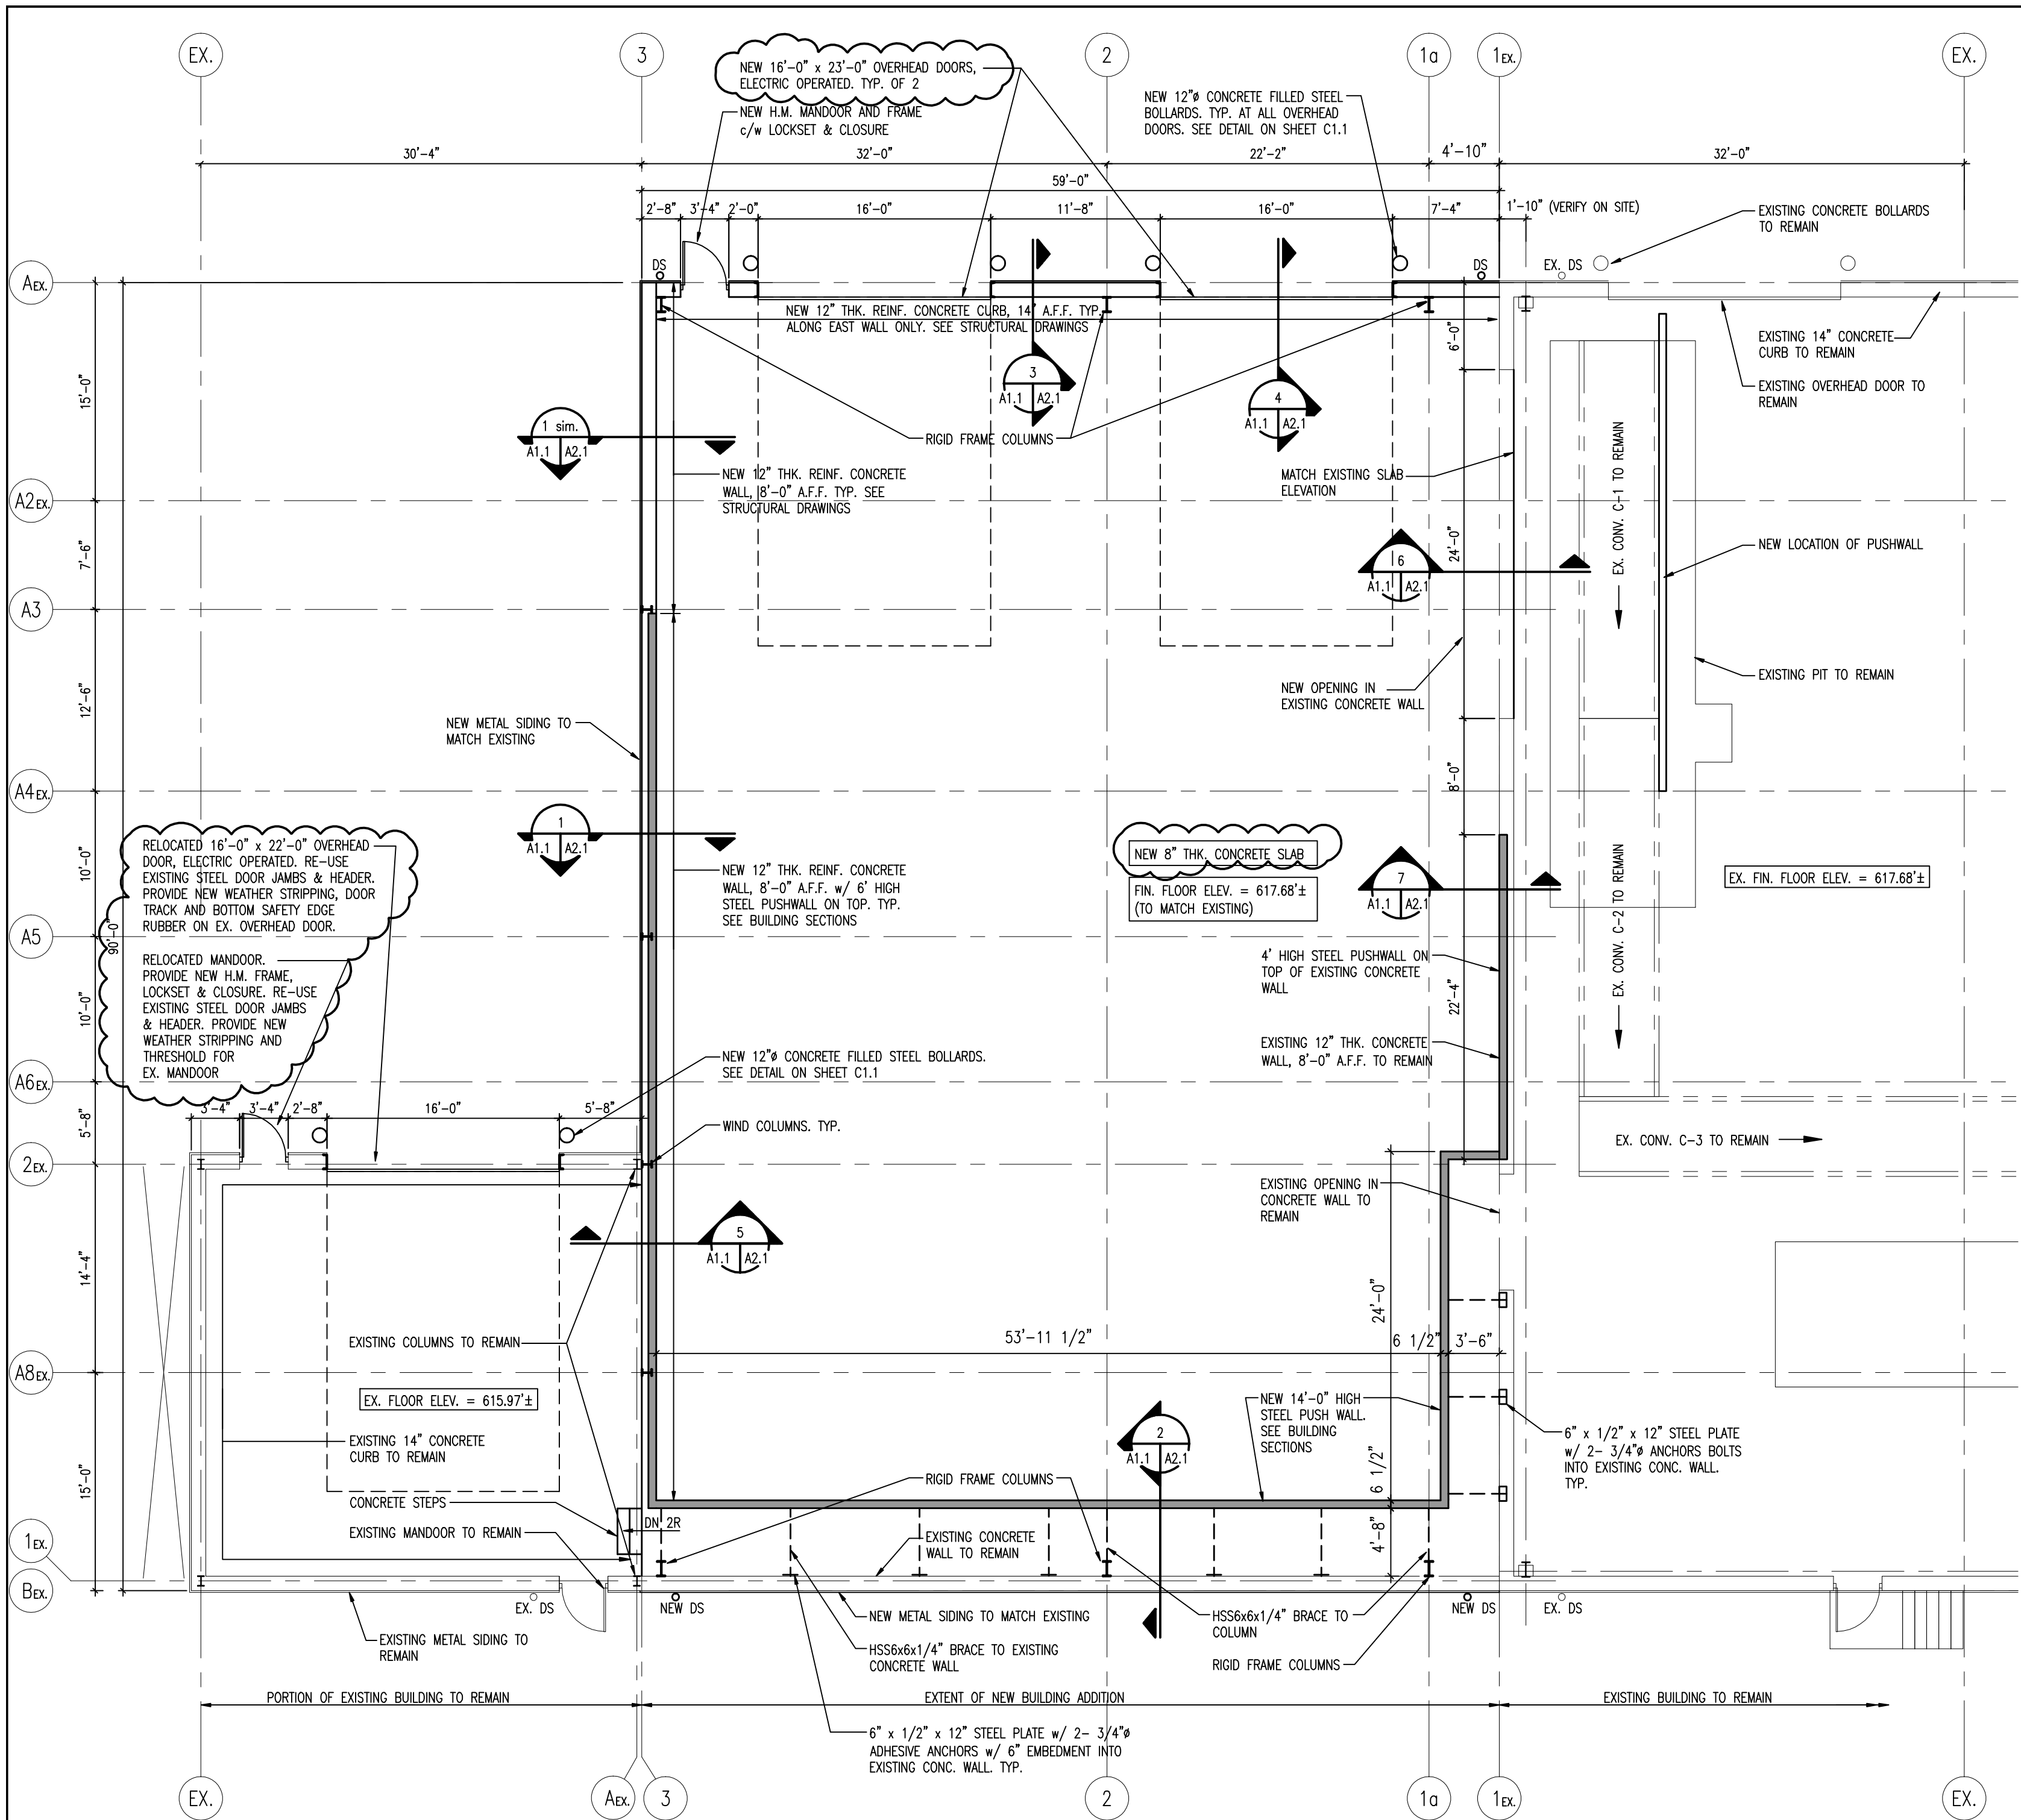 EX.
3
2
1a
1EX.
EX.
NEW 16'-0" x 23'-0" OVERHEAD DOORS,
ELECTRIC OPERATED. TYP. OF 2
NEW H.M. MANDOOR AND FRAME
c/w LOCKSET & CLOSURE
NEW 12"ø CONCRETE FILLED STEEL
BOLLARDS. TYP. AT ALL OVERHEAD
DOORS. SEE DETAIL ON SHEET C1.1
30'-4"
32'-0"
22'-2"
4'-10"
32'-0"
59'-0"
2'-8"
3'-4"
2'-0"
16'-0"
11'-8"
16'-0"
7'-4"
1'-10" (VERIFY ON SITE)
EXISTING CONCRETE BOLLARDS
TO REMAIN
AEX.
DS
DS
EX. DS
NEW 12" THK. REINF. CONCRETE CURB, 14" A.F.F. TYP.
ALONG EAST WALL ONLY. SEE STRUCTURAL DRAWINGS
EXISTING 14" CONCRETE
CURB TO REMAIN
EXISTING OVERHEAD DOOR TO
REMAIN
6'-0"
15'-0"
3
A1.1 A2.1
4
A1.1 A2.1
1 sim.
A1.1 A2.1
RIGID FRAME COLUMNS
NEW 12" THK. REINF. CONCRETE
WALL, 8'-0" A.F.F. TYP. SEE
STRUCTURAL DRAWINGS
MATCH EXISTING SLAB
ELEVATION
EX. CONV. C-1 TO REMAIN
A2EX.
7'-6"
24'-0"
6
A1.1 A2.1
NEW LOCATION OF PUSHWALL
A3
12'-6"
NEW OPENING IN
EXISTING CONCRETE WALL
EXISTING PIT TO REMAIN
NEW METAL SIDING TO
MATCH EXISTING
A4EX.
8'-0"
10'-0"
90'-0"
1
A1.1 A2.1
RELOCATED 16'-0" x 22'-0" OVERHEAD
DOOR, ELECTRIC OPERATED. RE-USE
EXISTING STEEL DOOR JAMBS & HEADER.
PROVIDE NEW WEATHER STRIPPING, DOOR
TRACK AND BOTTOM SAFETY EDGE
RUBBER ON EX. OVERHEAD DOOR.
NEW 12" THK. REINF. CONCRETE
WALL, 8'-0" A.F.F. w/ 6' HIGH
STEEL PUSHWALL ON TOP. TYP.
SEE BUILDING SECTIONS
NEW 8" THK. CONCRETE SLAB
FIN. FLOOR ELEV. = 617.68'±
(TO MATCH EXISTING)
7
A1.1 A2.1
EX. CONV. C-2 TO REMAIN
EX. FIN. FLOOR ELEV. = 617.68'±
A5
RELOCATED MANDOOR.
PROVIDE NEW H.M. FRAME,
LOCKSET & CLOSURE. RE-USE
EXISTING STEEL DOOR JAMBS
& HEADER. PROVIDE NEW
WEATHER STRIPPING AND
THRESHOLD FOR
EX. MANDOOR
4' HIGH STEEL PUSHWALL ON
TOP OF EXISTING CONCRETE
WALL
10'-0"
22'-4"
NEW 12"ø CONCRETE FILLED STEEL BOLLARDS.
SEE DETAIL ON SHEET C1.1
EXISTING 12" THK. CONCRETE
WALL, 8'-0" A.F.F. TO REMAIN
A6EX.
5'-8"
3'-4"
3'-4"
2'-8"
16'-0"
5'-8"
WIND COLUMNS. TYP.
EX. CONV. C-3 TO REMAIN
2EX.
EXISTING OPENING IN
CONCRETE WALL TO
REMAIN
5
A1.1 A2.1
14'-4"
24'-0"
EXISTING COLUMNS TO REMAIN
53'-11 1/2"
6 1/2"
3'-6"
A8EX.
EX. FLOOR ELEV. = 615.97'±
NEW 14'-0" HIGH
STEEL PUSH WALL.
SEE BUILDING
SECTIONS
2
A1.1 A2.1
6" x 1/2" x 12" STEEL PLATE
w/ 2- 3/4"ø ANCHORS BOLTS
INTO EXISTING CONC. WALL.
TYP.
EXISTING 14" CONCRETE
CURB TO REMAIN
15'-0"
6 1/2"
RIGID FRAME COLUMNS
CONCRETE STEPS
DN 2R
EXISTING MANDOOR TO REMAIN
EXISTING CONCRETE
WALL TO REMAIN
4'-8"
1EX.
BEX.
EX. DS
NEW DS
NEW METAL SIDING TO MATCH EXISTING
HSS6x6x1/4" BRACE TO
COLUMN
NEW DS
EX. DS
EXISTING METAL SIDING TO
REMAIN
HSS6x6x1/4" BRACE TO EXISTING
CONCRETE WALL
RIGID FRAME COLUMNS
PORTION OF EXISTING BUILDING TO REMAIN
EXTENT OF NEW BUILDING ADDITION
EXISTING BUILDING TO REMAIN
6" x 1/2" x 12" STEEL PLATE w/ 2- 3/4"ø
ADHESIVE ANCHORS w/ 6" EMBEDMENT INTO
EXISTING CONC. WALL. TYP.
EX.
AEX.
3
2
1a
1EX.
EX.